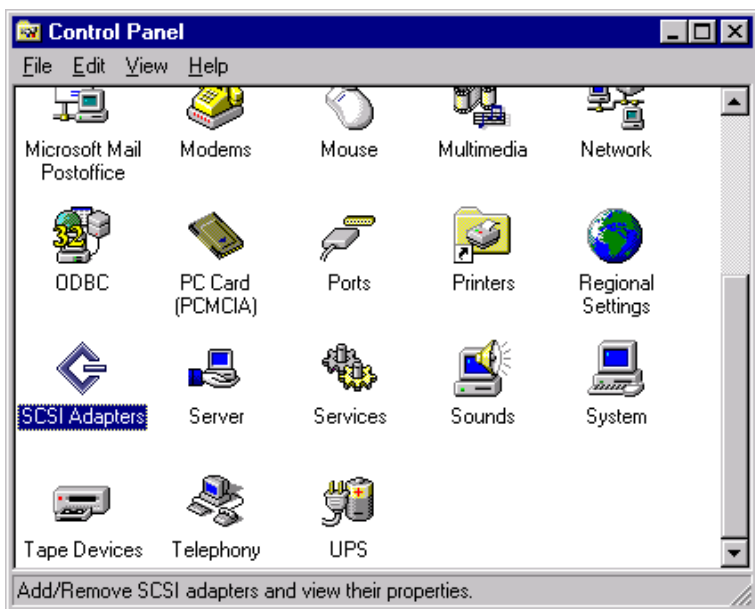 Control Panel
File Edit View Help
Microsoft Mail Postoffice
Modems
Mouse
Multimedia
Network
32
ODBC
PC Card (PCMCIA)
Ports
Printers
Regional Settings
SCSI Adapters
Server
Services
Sounds
System
Tape Devices
Telephony
UPS
Add/Remove SCSI adapters and view their properties.